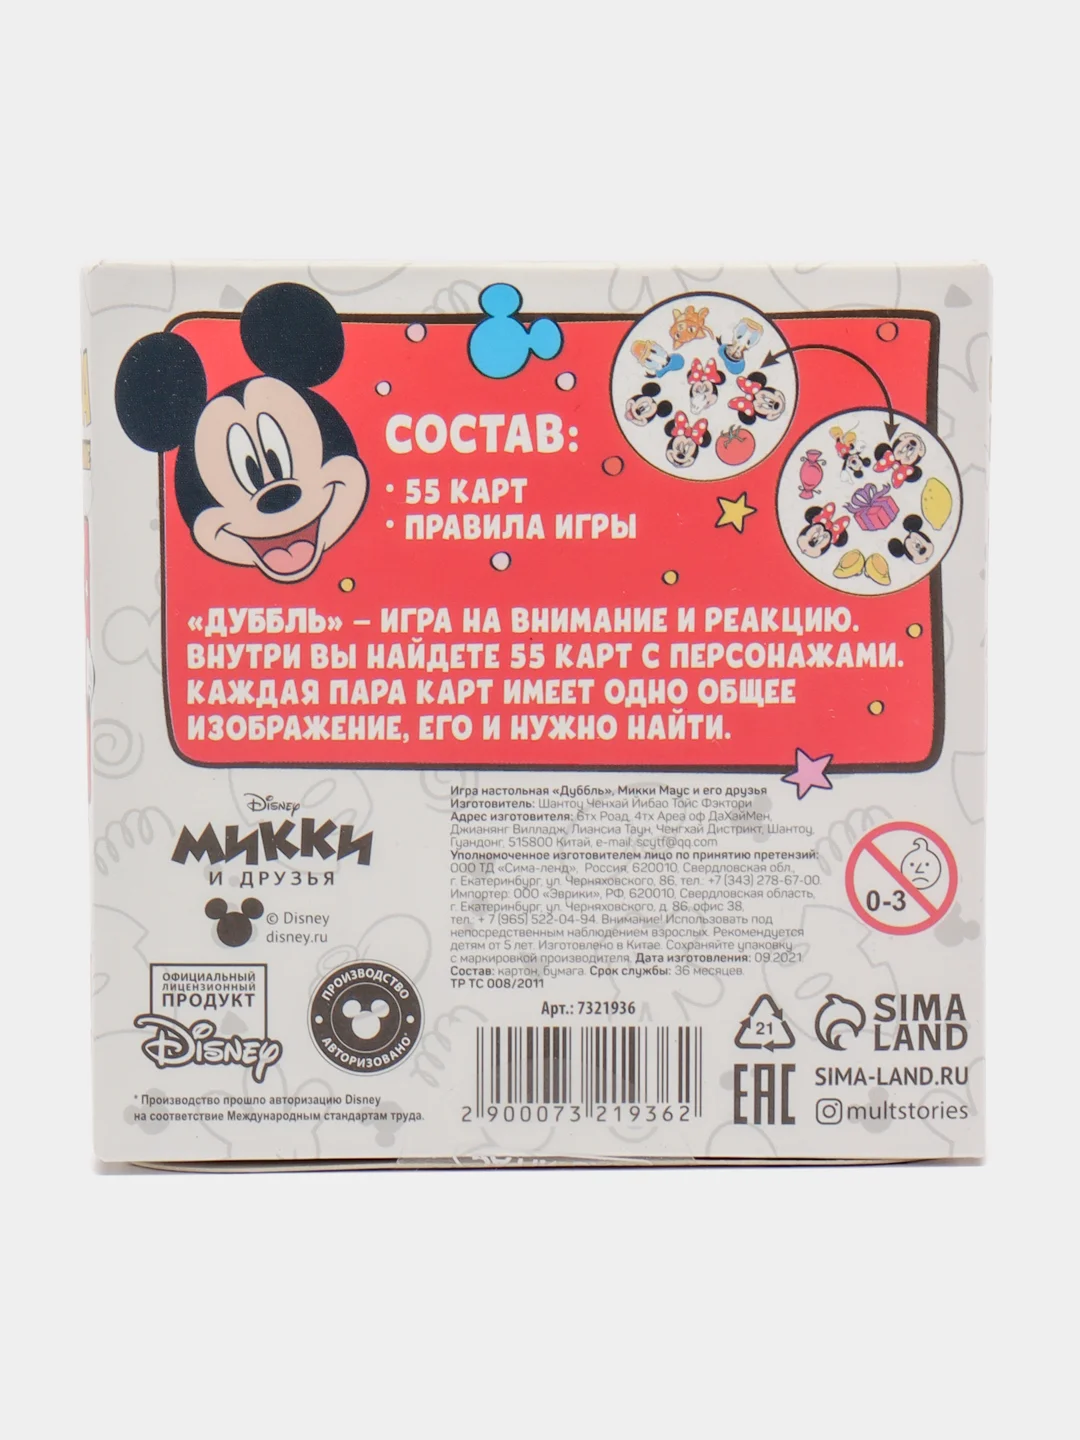 СОСТАВ:
• 55 КАРТ
• ПРАВИЛА ИГРЫ
«ДУББЛЬ» – ИГРА НА ВНИМАНИЕ И РЕАКЦИЮ.
ВНУТРИ ВЫ НАЙДЕТЕ 55 КАРТ С ПЕРСОНАЖАМИ.
КАЖДАЯ ПАРА КАРТ ИМЕЕТ ОДНО ОБЩЕЕ
ИЗОБРАЖЕНИЕ, ЕГО И НУЖНО НАЙТИ.
Disney
МИККИ
И ДРУЗЬЯ
© Disney
disney.ru
ОФИЦИАЛЬНЫЙ
ЛИЦЕНЗИОННЫЙ
ПРОДУКТ
Disney
ПРОИЗВОДСТВО
АВТОРИЗОВАНО
* Производство прошло авторизацию Disney
на соответствие Международным стандартам труда.
Игра настольная «Дуббль», Микки Маус и его друзья
Изготовитель: Шантоу Ченхай Йибао Тойс Фэктори
Адрес изготовителя: 6тх Роад, 4тх Ареа оф ДаХайМен,
Джианянг Вилладж, Лиансиа Таун, Ченгхай Дистрикт, Шантоу,
Гуандонг, 515800 Китай, e-mail: scytf@qq.com
Уполномоченное изготовителем лицо по принятию претензий:
ООО ТД «Сима-ленд», Россия, 620010, Свердловская обл.,
г. Екатеринбург, ул. Черняховского, 86, тел.: +7 (343) 278-67-00.
Импортер: ООО «Эврики», РФ, 620010, Свердловская область,
г. Екатеринбург, ул. Черняховского, д. 86, офис 38,
тел.: + 7 (965) 522-04-94. Внимание! Использовать под
непосредственным наблюдением взрослых. Рекомендуется
детям от 5 лет. Изготовлено в Китае. Сохраняйте упаковку
с маркировкой производителя. Дата изготовления: 09.2021
Состав: картон, бумага. Срок службы: 36 месяцев.
ТР ТС 008/2011
Арт.: 7321936
2 900073 219362
0-3
21
EAC
SIMA
LAND
SIMA-LAND.RU
multstories